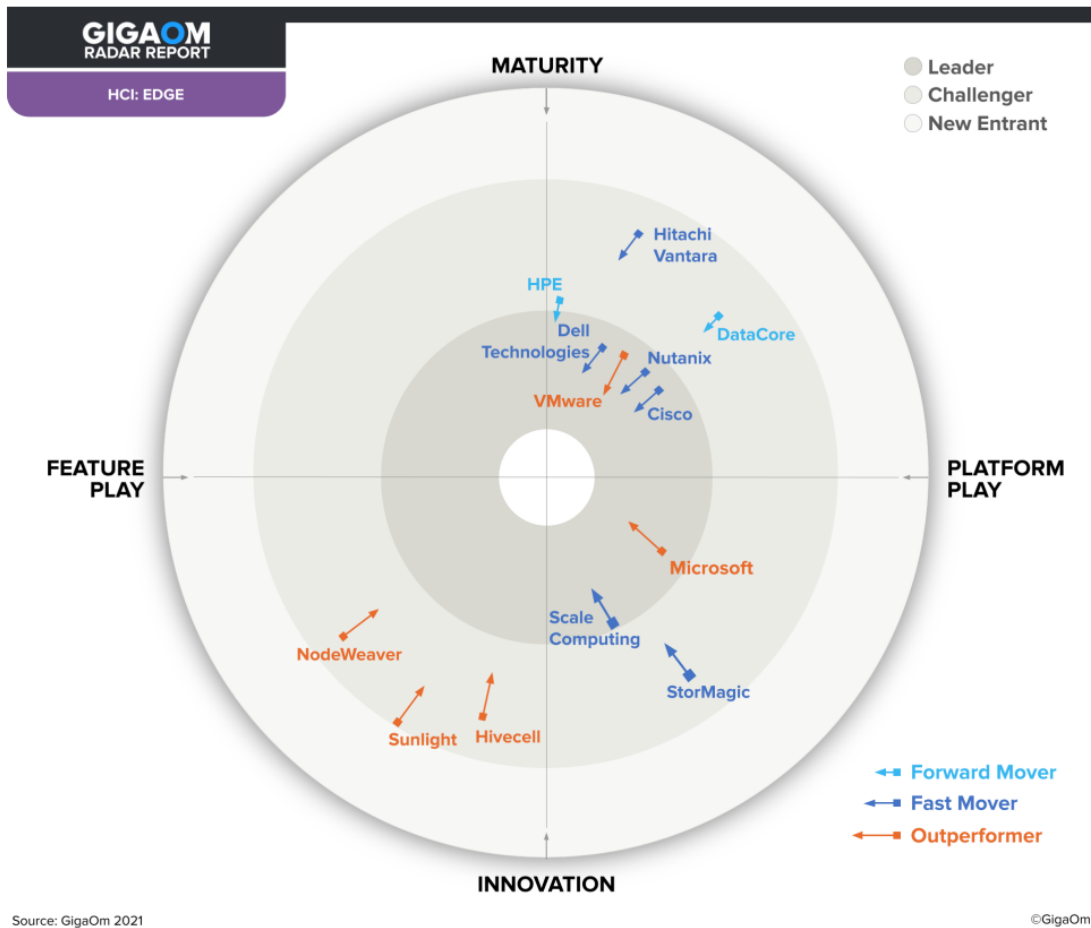 GIGAOM
RADAR REPORT
HCI: EDGE
MATURITY
Leader
Challenger
New Entrant
Hitachi
Vantara
HPE
DataCore
Dell
Technologies
Nutanix
VMware
Cisco
FEATURE
PLAY
PLATFORM
PLAY
Microsoft
Scale
Computing
NodeWeaver
StorMagic
Sunlight
Hivecell
Forward Mover
Fast Mover
Outperformer
INNOVATION
Source: GigaOm 2021
©GigaOm